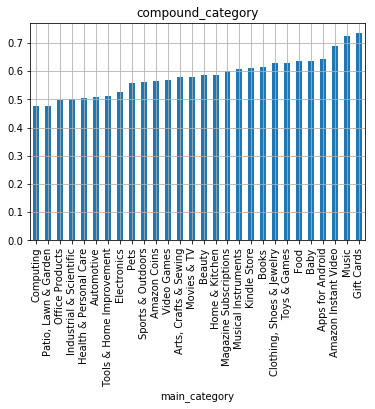 compound_category
0.7
0.6
0.5
0.4
0.3
0.2
0.1
0.0
Computing
Patio, Lawn & Garden
Office Products
Industrial & Scientific
Health & Personal Care
Automotive
Tools & Home Improvement
Electronics
Pets
Sports & Outdoors
Amazon Coins
Video Games
Arts, Crafts & Sewing
Movies & TV
Beauty
Home & Kitchen
Magazine Subscriptions
Musical Instruments
Kindle Store
Books
Clothing, Shoes & Jewelry
Toys & Games
Food
Baby
Apps for Android
Amazon Instant Video
Music
Gift Cards
main_category